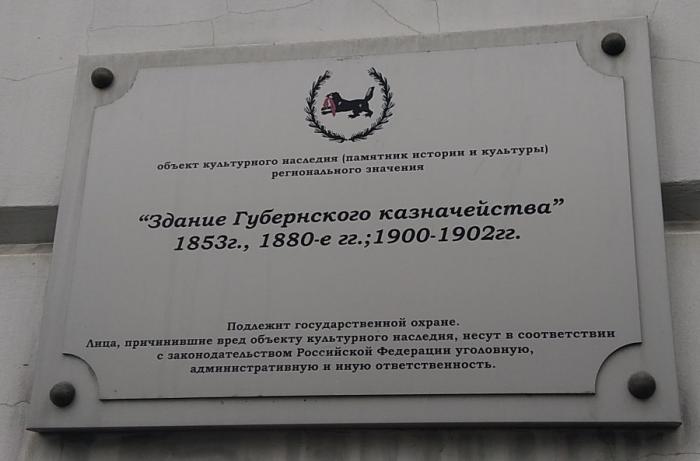 объект культурного наследия (памятник истории и культуры)
регионального значения
“Здание Губернского казначейства”
1853г., 1880-е гг.;1900-1902гг.
Подлежит государственной охране.
Лица, причинившие вред объекту культурного наследия, несут в соответствии
с законодательством Российской Федерации уголовную,
административную и иную ответственность.